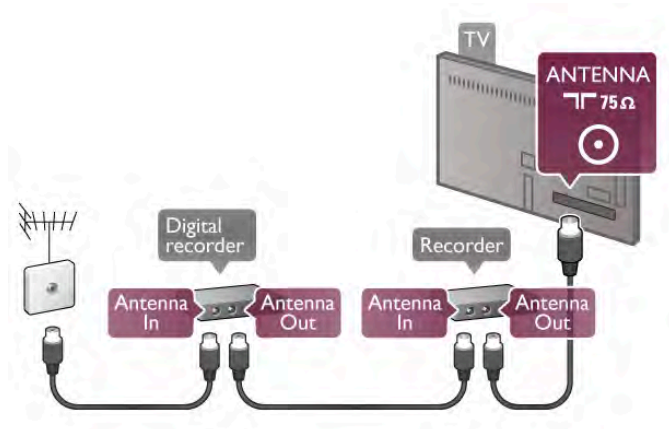 TV
ANTENNA
75Ω
Digital
recorder
Recorder
Antenna
In
Antenna
Out
Antenna
In
Antenna
Out